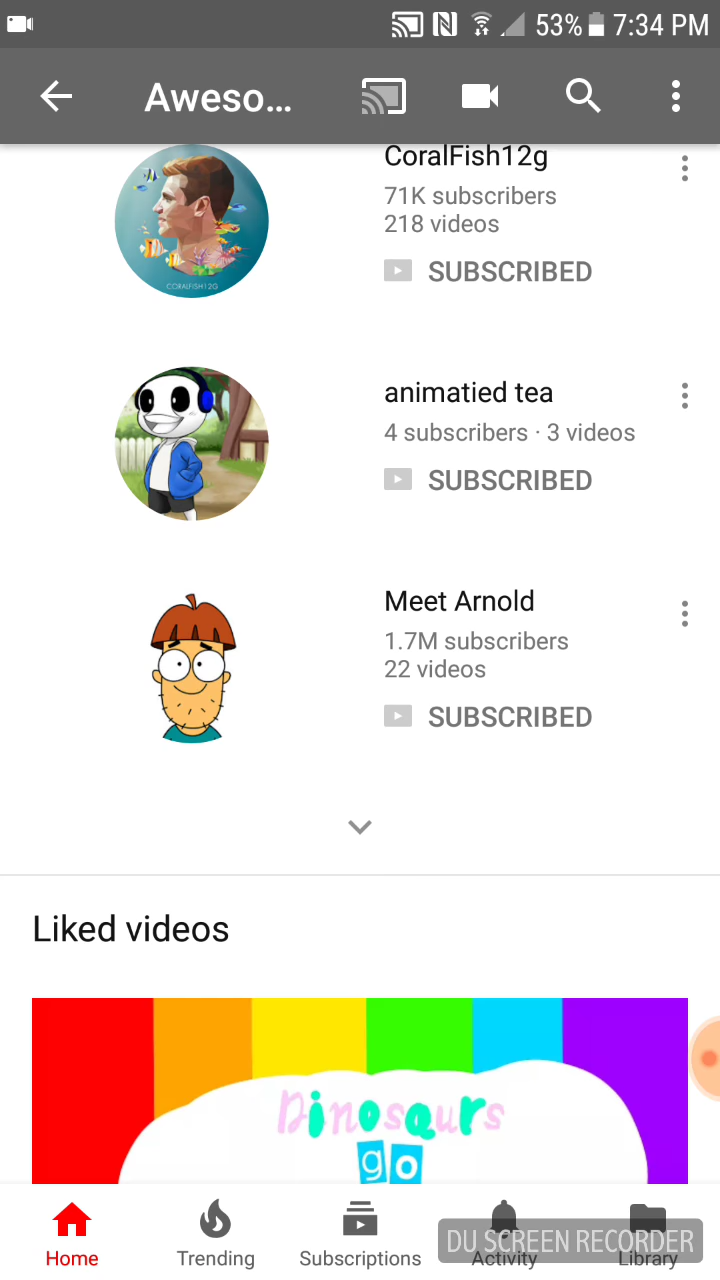 53% 7:34 PM
Aweso...
CoralFish12g
71K subscribers
218 videos
SUBSCRIBED
CORALFISH12G
animatied tea
4 subscribers · 3 videos
SUBSCRIBED
Meet Arnold
1.7M subscribers
22 videos
SUBSCRIBED
Liked videos
Dinosaurs
go
Home Trending Subscriptions Activity Library
DU SCREEN RECORDER